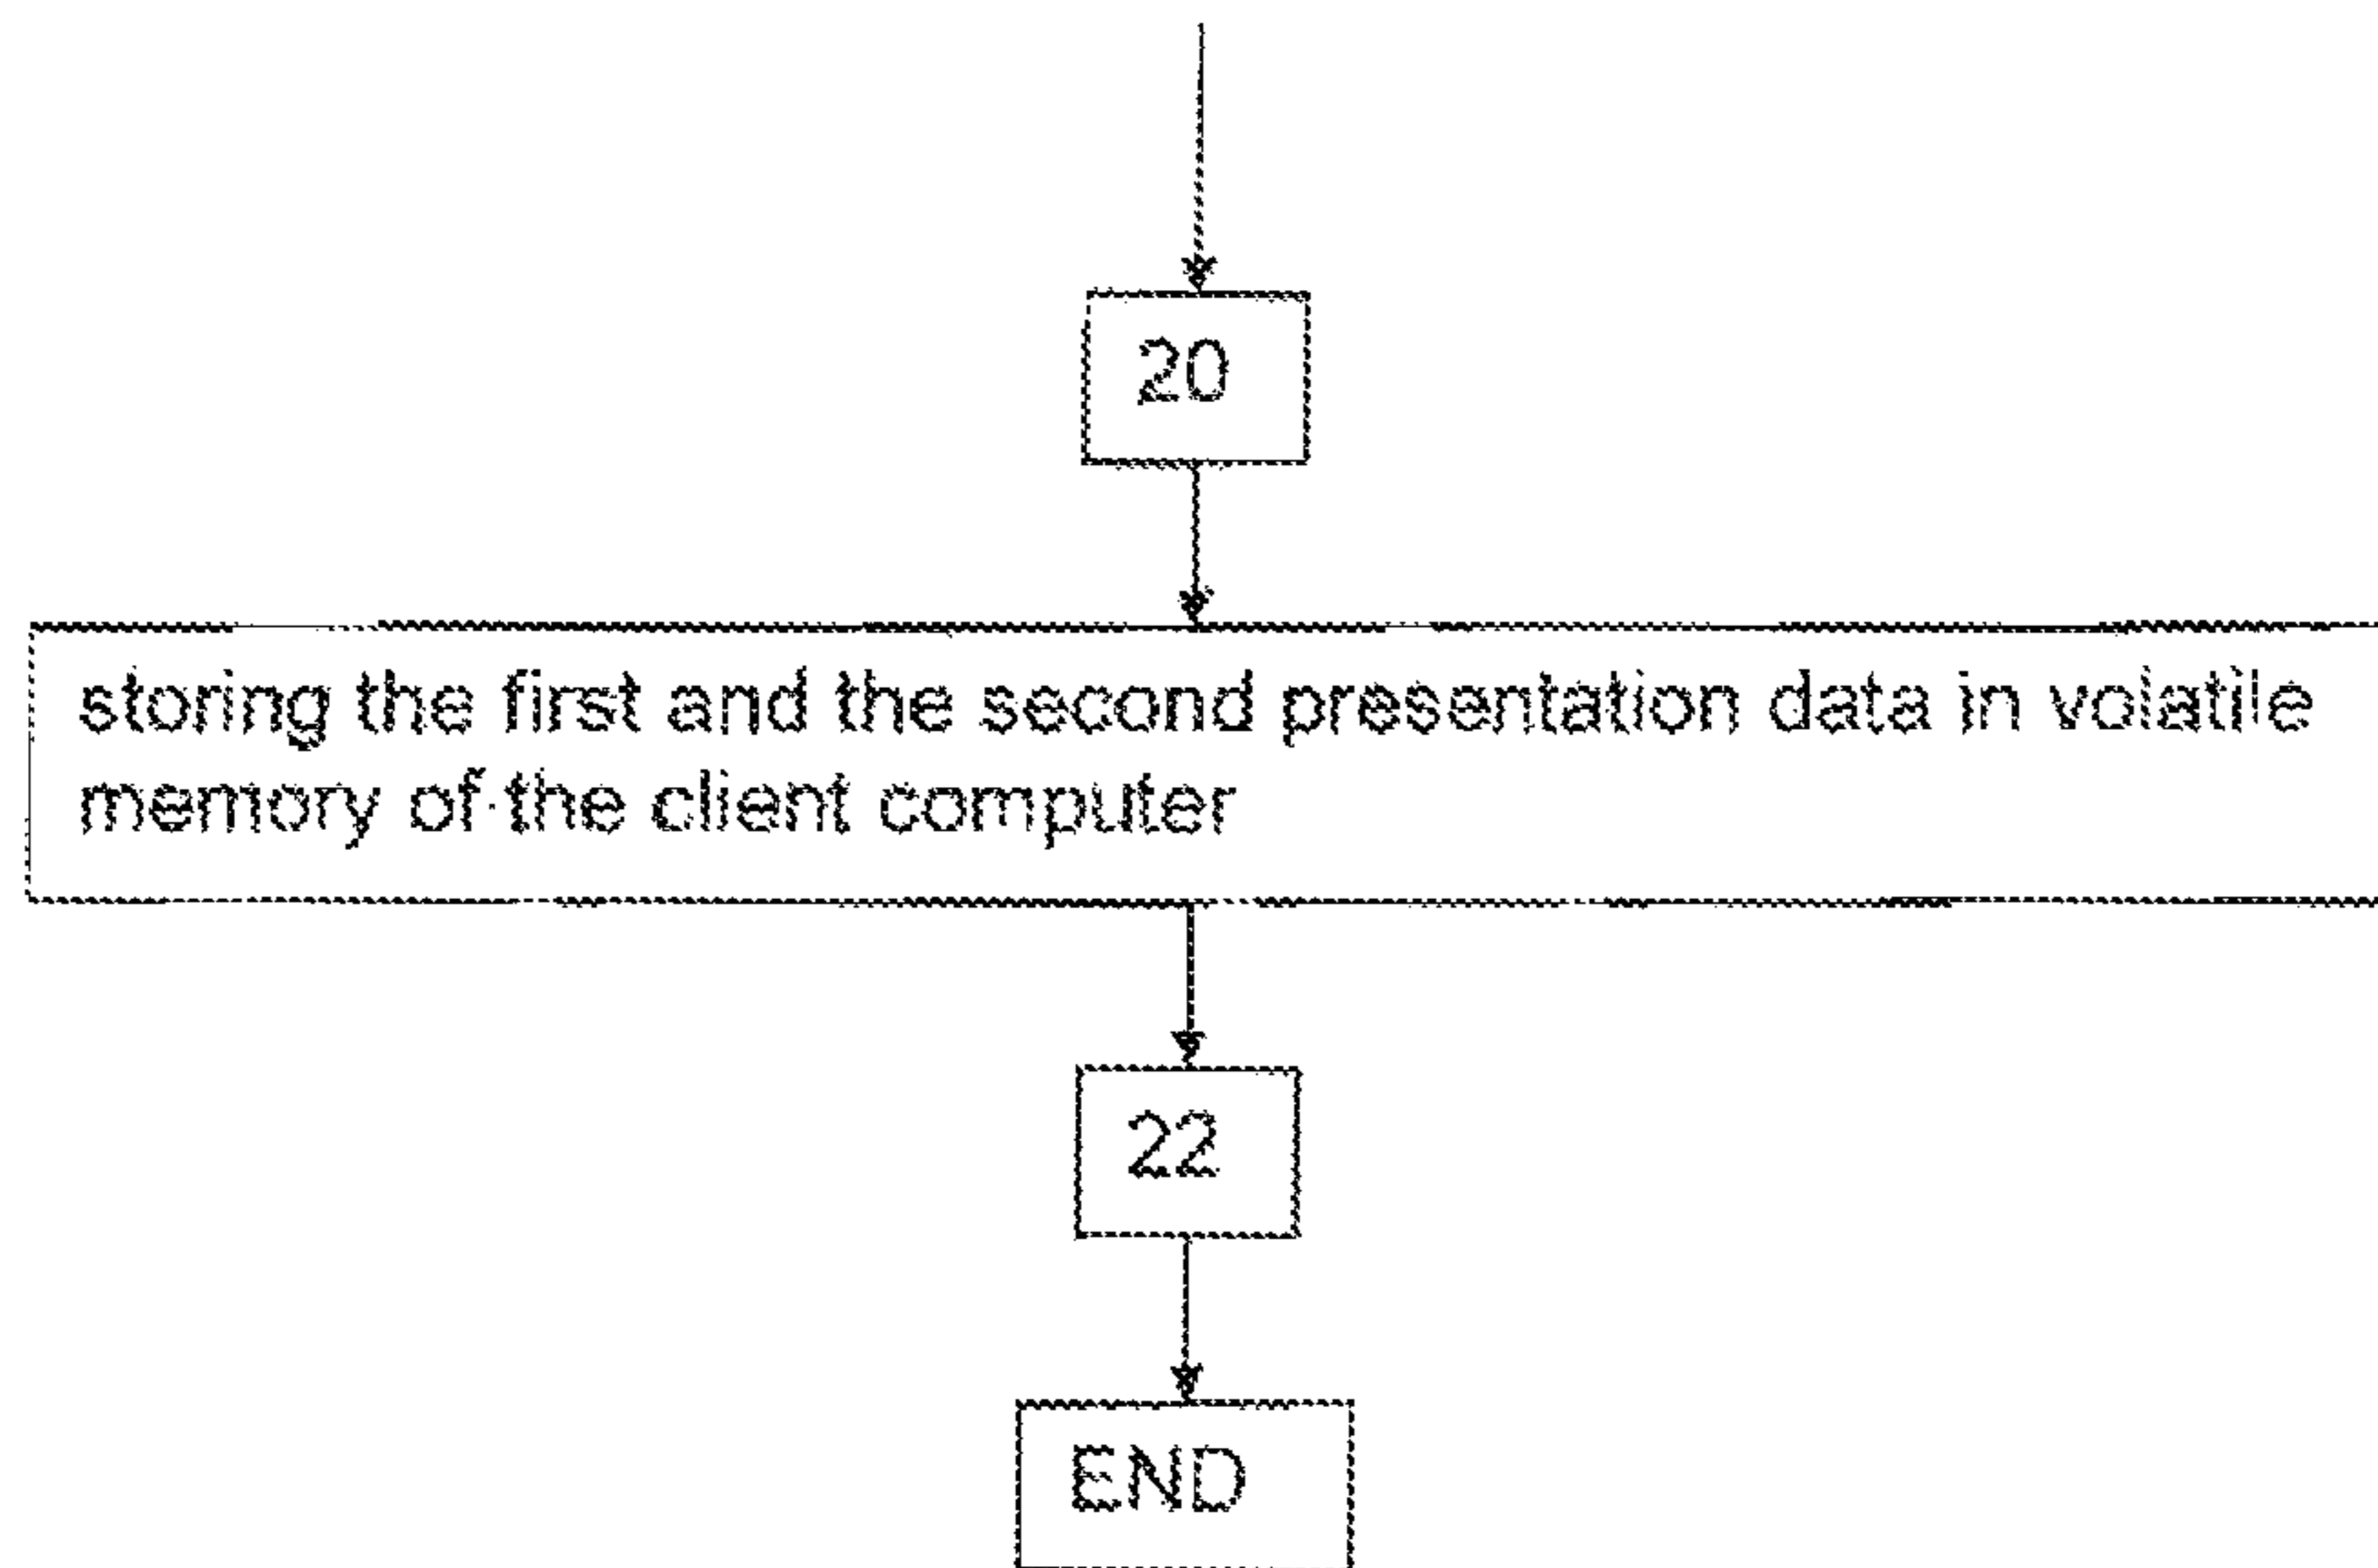 20
storing the first and the second presentation data in volatile
memory of the client computer
22
END